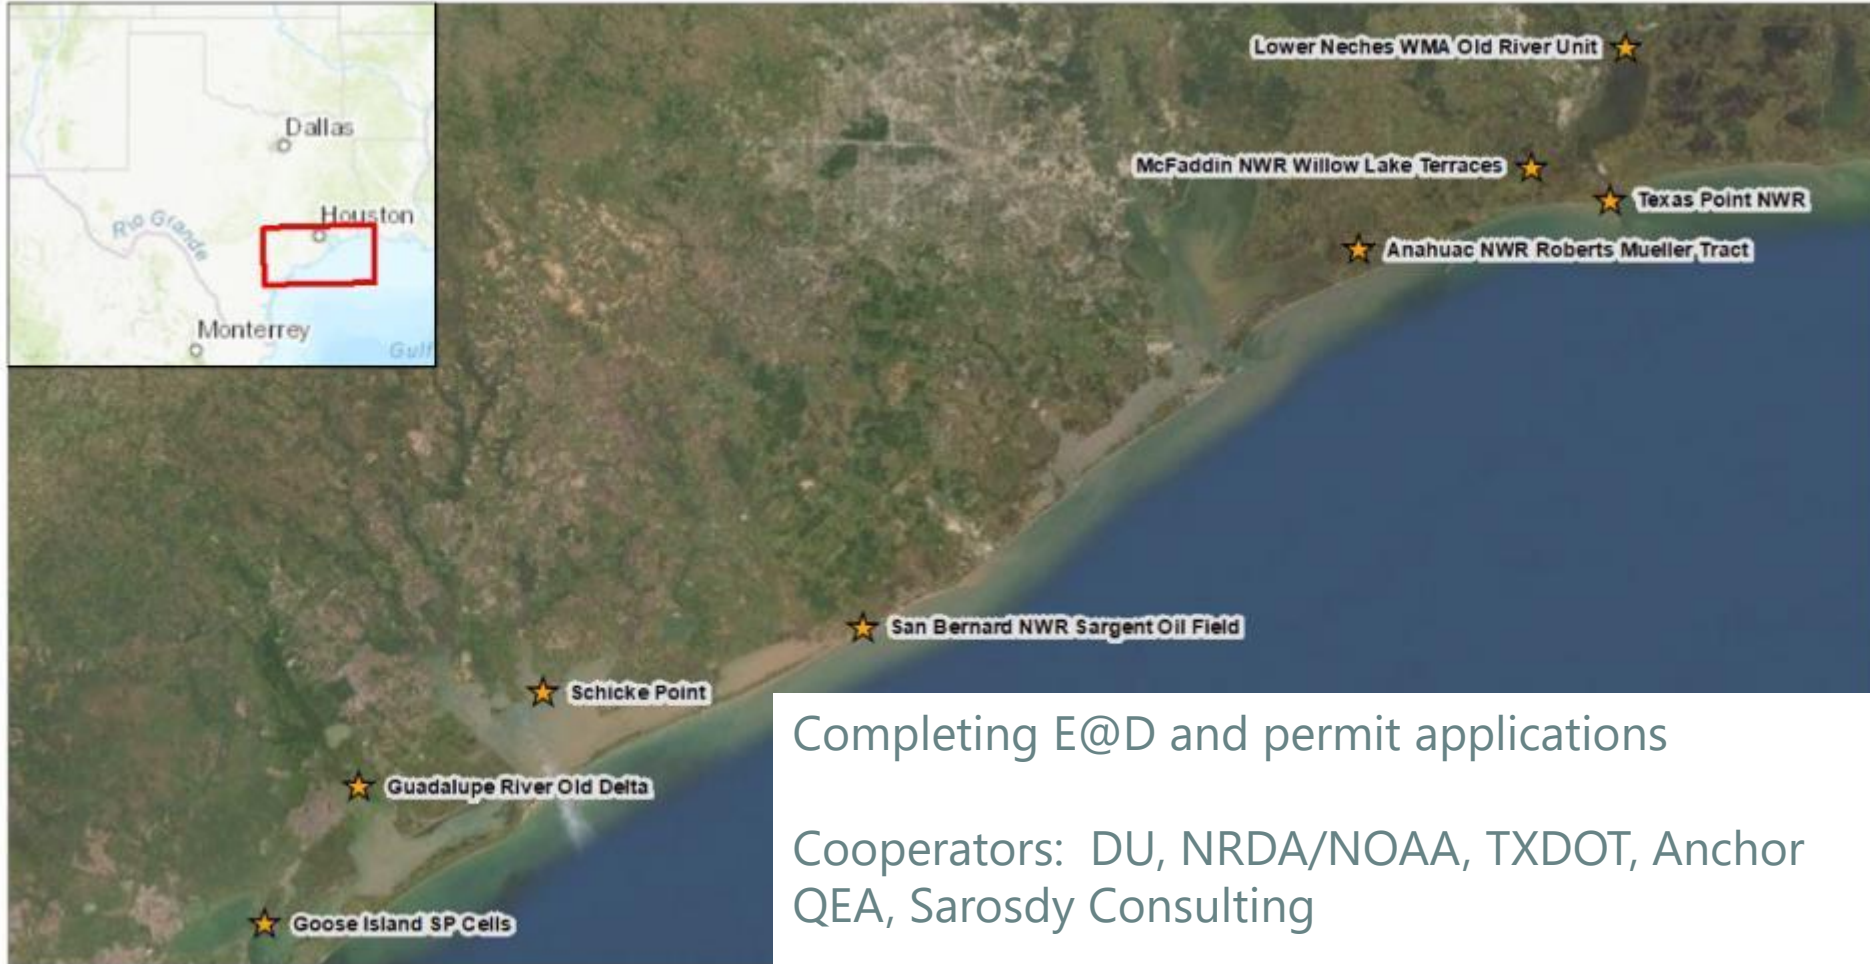 Dallas
Houston
Rio Grande
Monterrey
Gulf
Lower Neches WMA Old River Unit
McFaddin NWR Willow Lake Terraces
Texas Point NWR
Anahuac NWR Roberts Mueller Tract
San Bernard NWR Sargent Oil Field
Schicke Point
Guadalupe River Old Delta
Goose Island SP Cells
Completing E@D and permit applications
Cooperators: DU, NRDA/NOAA, TXDOT, Anchor
QEA, Sarosdy Consulting